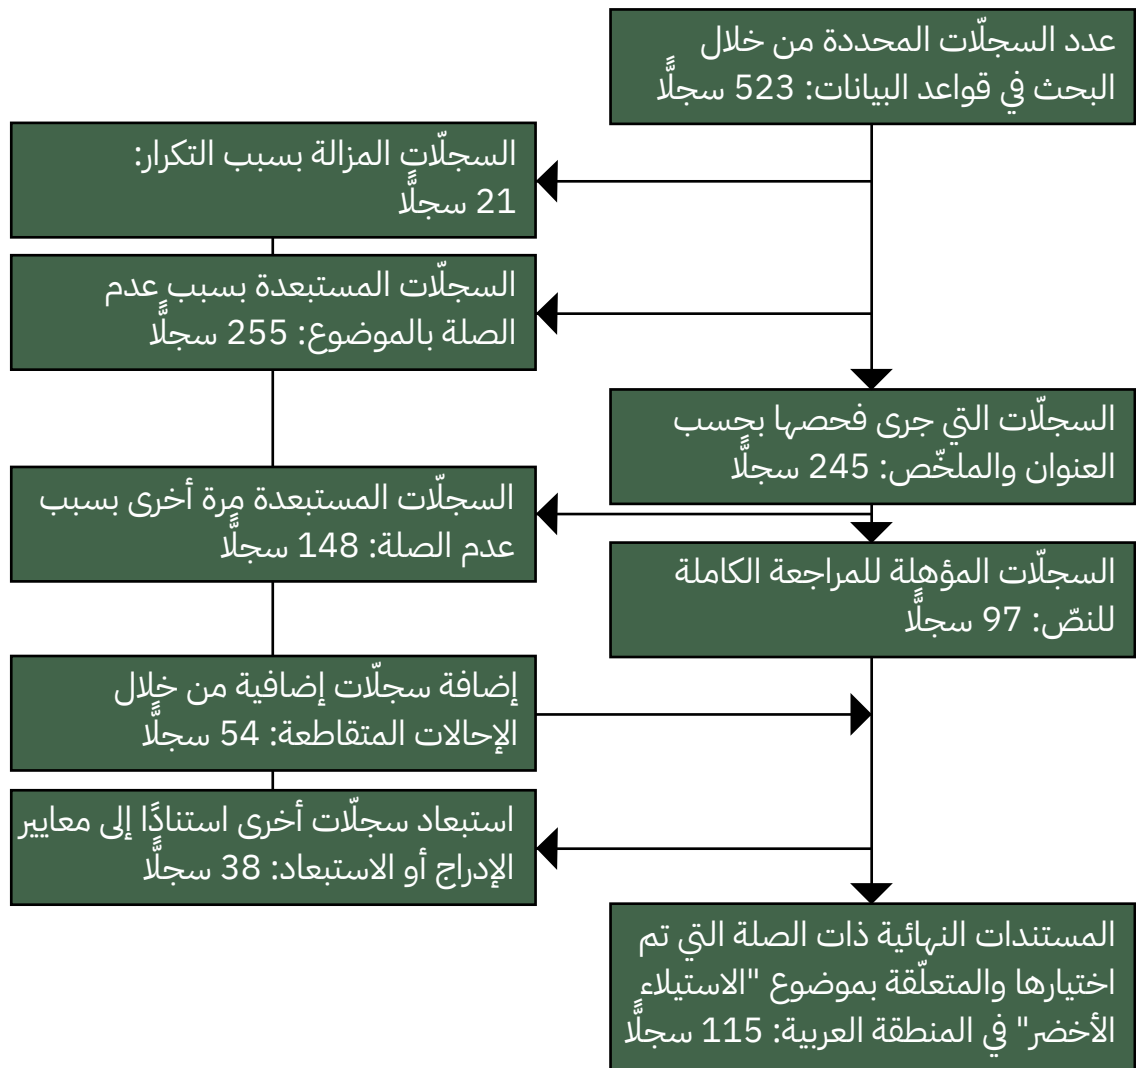 عدد السجلّات المحددة من خلال
البحث في قواعد البيانات: 523 سجلًّا
السجلّات المزالة بسبب التكرار:
21 سجلًّا
السجلّات المستبعدة بسبب عدم
الصلة بالموضوع: 255 سجلًّا
السجلّات التي جرى فحصها بحسب
العنوان والملخّص: 245 سجلًّا
السجلّات المستبعدة مرة أخرى بسبب
عدم الصلة: 148 سجلًّا
السجلّات المؤهلة للمراجعة الكاملة
للنصّ: 97 سجلًّا
إضافة سجلّات إضافية من خلال
الإحالات المتقاطعة: 54 سجلًّا
استبعاد سجلّات أخرى استنادًا إلى معايير
الإدراج أو الاستبعاد: 38 سجلًّا
المستندات النهائية ذات الصلة التي تم
اختيارها والمتعلّقة بموضوع "الاستيلاء
الأخضر" في المنطقة العربية: 115 سجلًّا